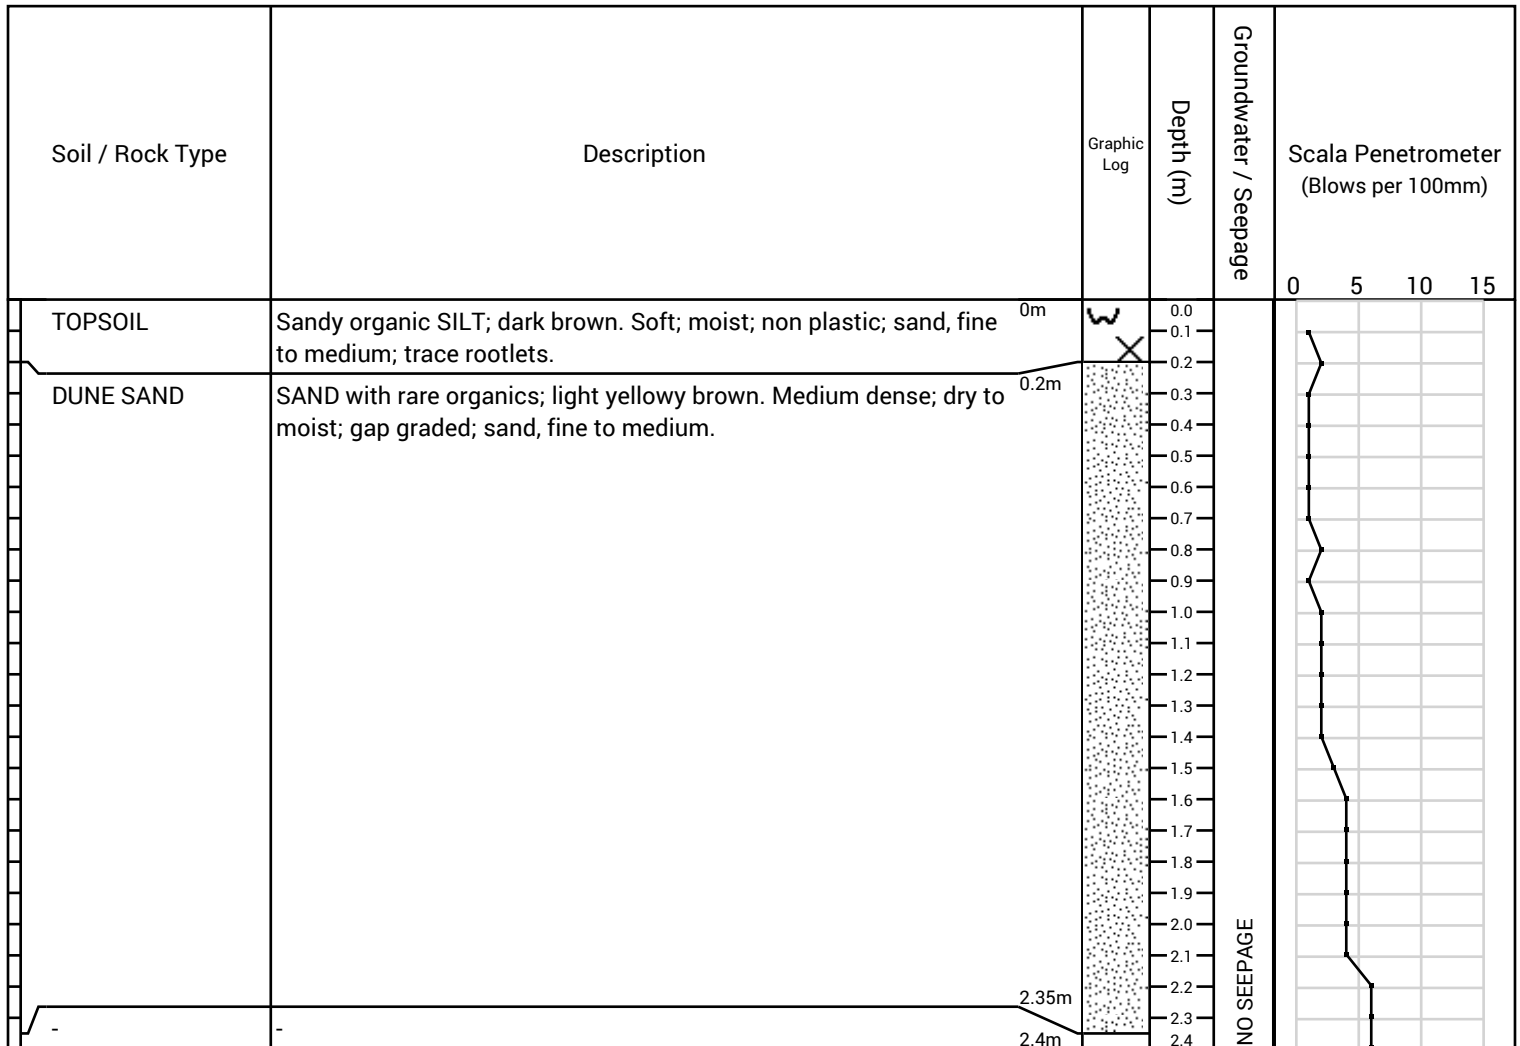 Soil / Rock Type
Description
Graphic
Log
Depth (m)
Groundwater / Seepage
Scala Penetrometer
(Blows per 100mm)
0 5 10 15
TOPSOIL
Sandy organic SILT; dark brown. Soft; moist; non plastic; sand, fine
to medium; trace rootlets.
0m
DUNE SAND
SAND with rare organics; light yellowy brown. Medium dense; dry to
moist; gap graded; sand, fine to medium.
0.2m
2.35m
-
-
2.4m
0.0
0.1
0.2
0.3
0.4
0.5
0.6
0.7
0.8
0.9
1.0
1.1
1.2
1.3
1.4
1.5
1.6
1.7
1.8
1.9
2.0
2.1
2.2
2.3
2.4
NO SEEPAGE